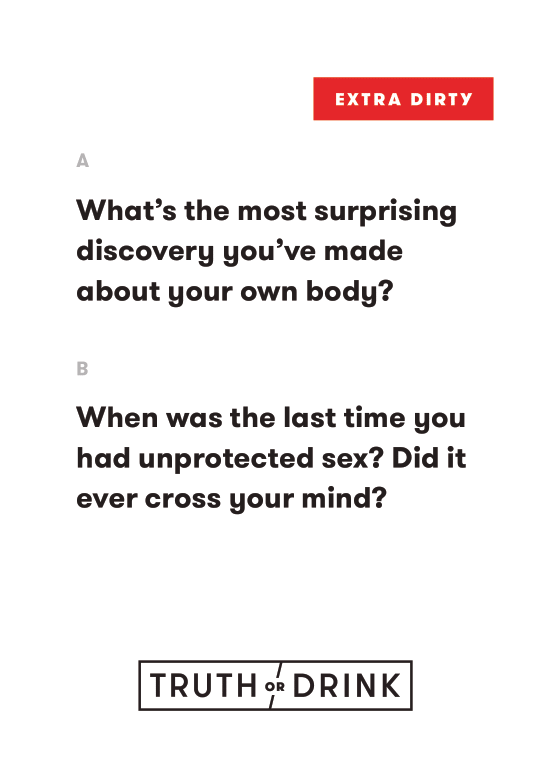 EXTRA DIRTY
A
What's the most surprising
discovery you've made
about your own body?
B
When was the last time you
had unprotected sex? Did it
ever cross your mind?
TRUTH OR DRINK